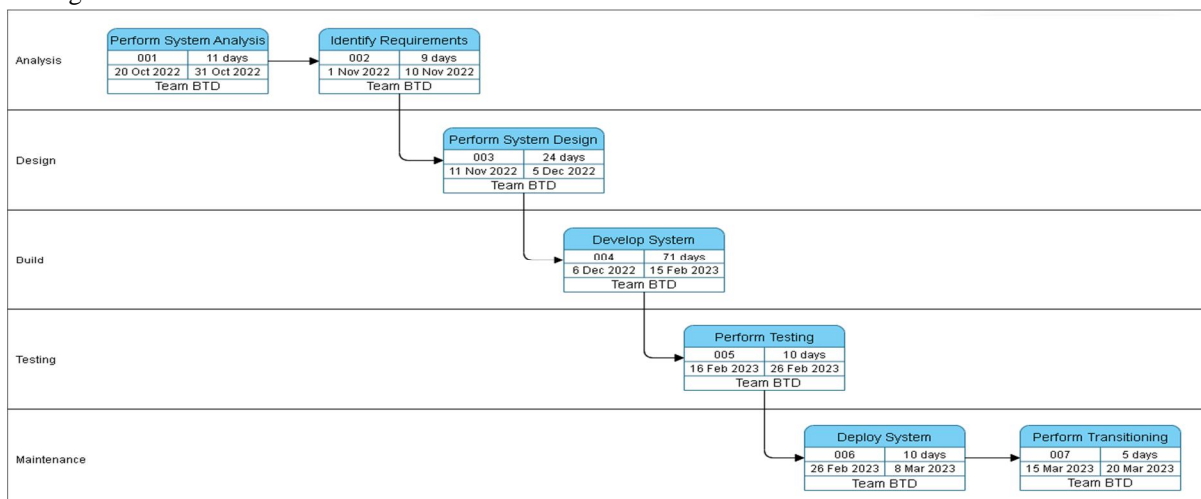 Analysis
Perform System Analysis
001 11 days
20 Oct 2022 31 Oct 2022
Team BTD
Identify Requirements
002 9 days
1 Nov 2022 10 Nov 2022
Team BTD
Design
Perform System Design
003 24 days
11 Nov 2022 5 Dec 2022
Team BTD
Build
Develop System
004 71 days
6 Dec 2022 15 Feb 2023
Team BTD
Testing
Perform Testing
005 10 days
16 Feb 2023 26 Feb 2023
Team BTD
Maintenance
Deploy System
006 10 days
26 Feb 2023 8 Mar 2023
Team BTD
Perform Transitioning
007 5 days
15 Mar 2023 20 Mar 2023
Team BTD